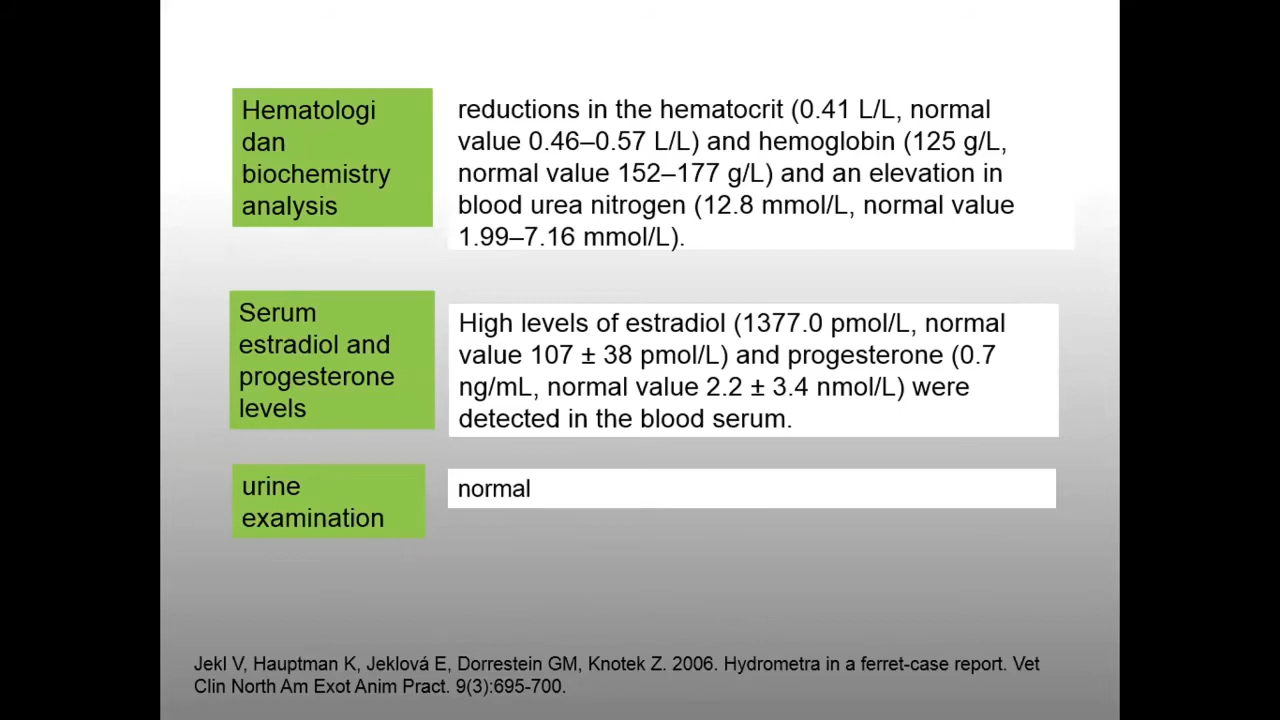 Hematologi
dan
biochemistry
analysis
reductions in the hematocrit (0.41 L/L, normal
value 0.46–0.57 L/L) and hemoglobin (125 g/L,
normal value 152–177 g/L) and an elevation in
blood urea nitrogen (12.8 mmol/L, normal value
1.99–7.16 mmol/L).
Serum
estradiol and
progesterone
levels
High levels of estradiol (1377.0 pmol/L, normal
value 107 ± 38 pmol/L) and progesterone (0.7
ng/mL, normal value 2.2 ± 3.4 nmol/L) were
detected in the blood serum.
urine
examination
normal
Jekl V, Hauptman K, Jeklová E, Dorrestein GM, Knotek Z. 2006. Hydrometra in a ferret-case report. Vet
Clin North Am Exot Anim Pract. 9(3):695-700.